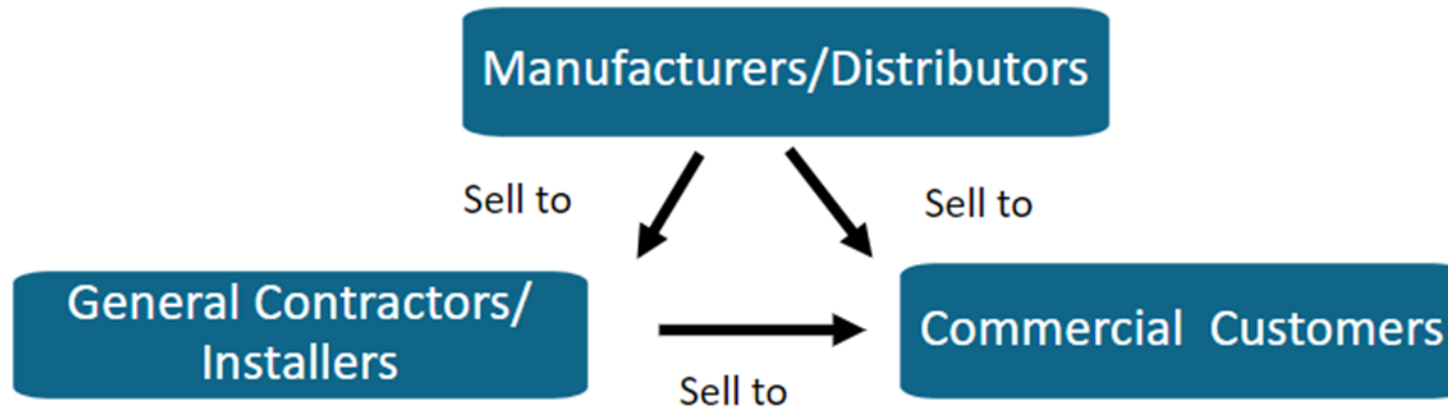 Manufacturers/Distributors
Sell to
Sell to
General Contractors/
Installers
Commercial  Customers
Sell to